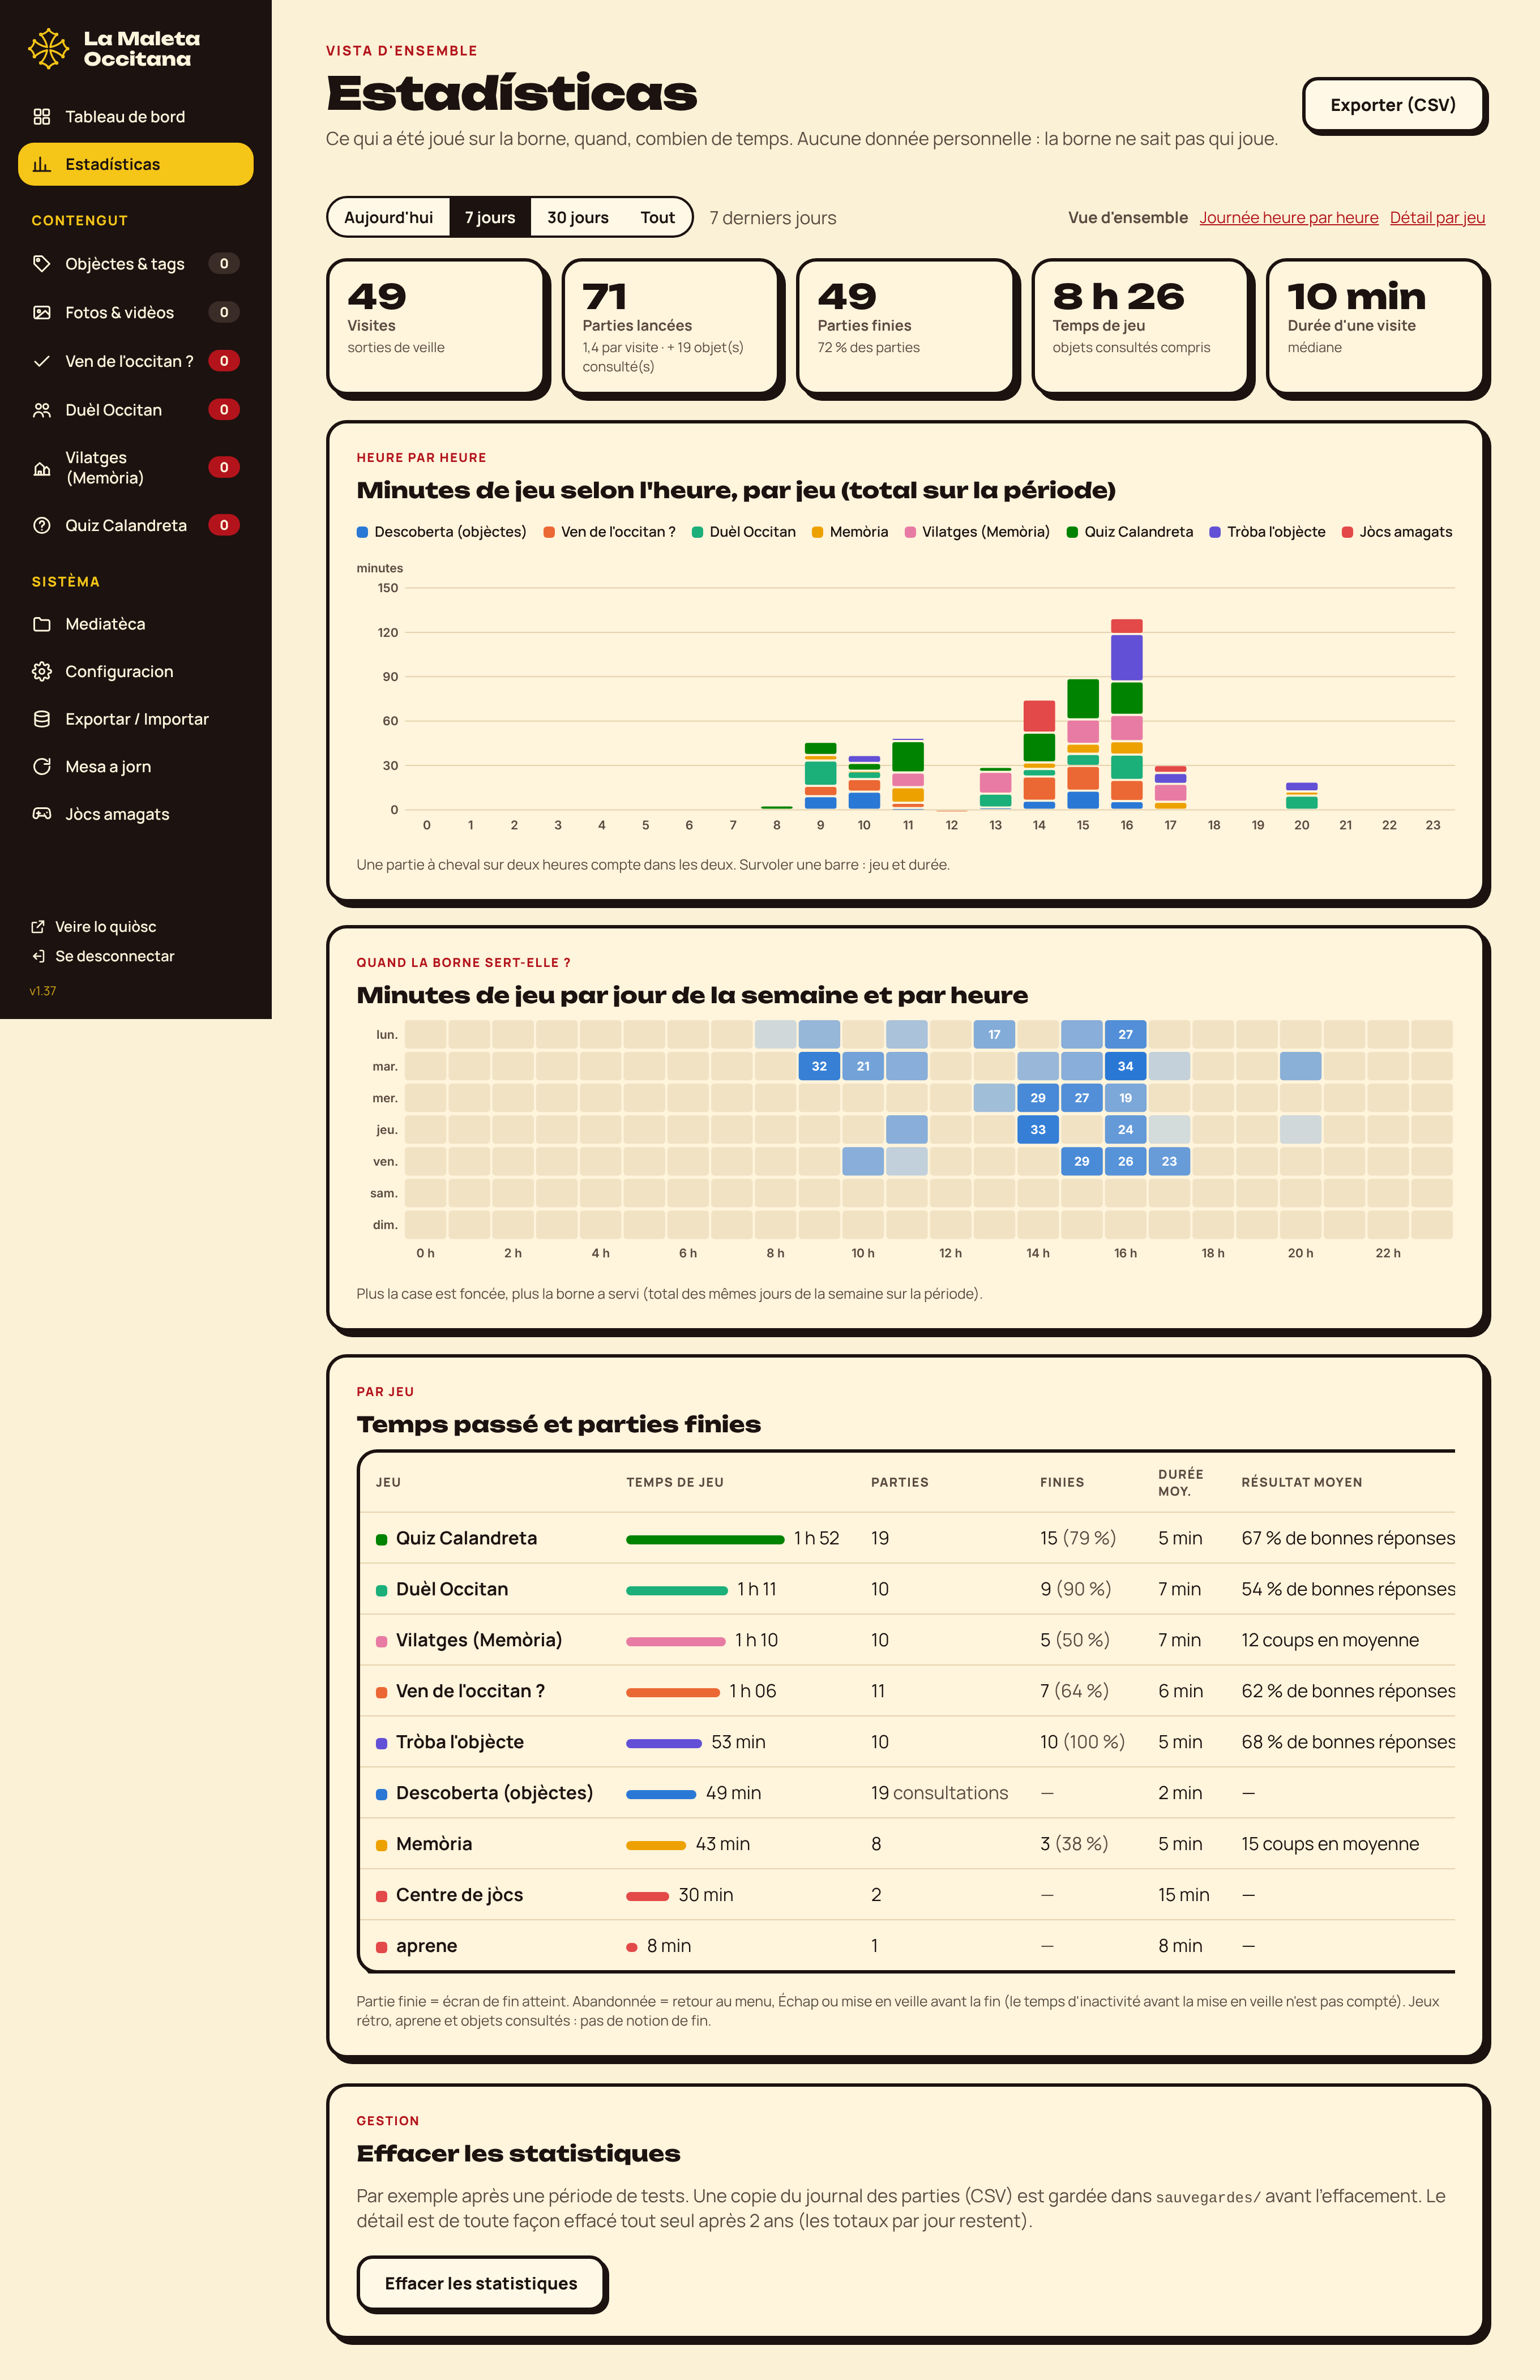 La Maleta
Occitana
Tableau de bord
Estadísticas
CONTENGUT
Objèctes & tags 0
Fotos & vidèos 0
Ven de l'occitan ? 0
Duèl Occitan 0
Vilatges
(Memòria) 0
Quiz Calandreta 0
SISTÈMA
Mediatèca
Configuracion
Exportar / Importar
Mesa a jorn
Jòcs amagats
Veire lo quiòsc
Se desconnectar
v1.37
VISTA D'ENSEMBLE
Estadísticas
Ce qui a été joué sur la borne, quand, combien de temps. Aucune donnée personnelle : la borne ne sait pas qui joue.
Exporter (CSV)
Aujourd'hui 7 jours 30 jours Tout 7 derniers jours
Vue d'ensemble Journée heure par heure Détail par jeu
49
Visites
sorties de veille
71
Parties lancées
1,4 par visite · + 19 objet(s)
consulté(s)
49
Parties finies
72 % des parties
8 h 26
Temps de jeu
objets consultés compris
10 min
Durée d'une visite
médiane
HEURE PAR HEURE
Minutes de jeu selon l'heure, par jeu (total sur la période)
Descoberta (objèctes) Ven de l'occitan ? Duèl Occitan Memòria Vilatges (Memòria) Quiz Calandreta Tròba l'objècte Jòcs amagats
minutes
150
120
90
60
30
0
0 1 2 3 4 5 6 7 8 9 10 11 12 13 14 15 16 17 18 19 20 21 22 23
Une partie à cheval sur deux heures compte dans les deux. Survoler une barre : jeu et durée.
QUAND LA BORNE SERT-ELLE ?
Minutes de jeu par jour de la semaine et par heure
lun. 17 27
mar. 32 21 34
mer. 29 27 19
jeu. 33 24
ven. 29 26 23
sam.
dim.
0 h 2 h 4 h 6 h 8 h 10 h 12 h 14 h 16 h 18 h 20 h 22 h
Plus la case est foncée, plus la borne a servi (total des mêmes jours de la semaine sur la période).
PAR JEU
Temps passé et parties finies
JEU TEMPS DE JEU PARTIES FINIES DURÉE MOY. RÉSULTAT MOYEN
Quiz Calandreta 1 h 52 19 15 (79 %) 5 min 67 % de bonnes réponses
Duèl Occitan 1 h 11 10 9 (90 %) 7 min 54 % de bonnes réponses
Vilatges (Memòria) 1 h 10 10 5 (50 %) 7 min 12 coups en moyenne
Ven de l'occitan ? 1 h 06 11 7 (64 %) 6 min 62 % de bonnes réponses
Tròba l'objècte 53 min 10 10 (100 %) 5 min 68 % de bonnes réponses
Descoberta (objèctes) 49 min 19 consultations — 2 min —
Memòria 43 min 8 3 (38 %) 5 min 15 coups en moyenne
Centre de jòcs 30 min 2 — 15 min —
aprene 8 min 1 — 8 min —
Partie finie = écran de fin atteint. Abandonnée = retour au menu, Échap ou mise en veille avant la fin (le temps d'inactivité avant la mise en veille n'est pas compté). Jeux
rétro, aprene et objets consultés : pas de notion de fin.
GESTION
Effacer les statistiques
Par exemple après une période de tests. Une copie du journal des parties (CSV) est gardée dans sauvegardes/ avant l'effacement. Le
détail est de toute façon effacé tout seul après 2 ans (les totaux par jour restent).
Effacer les statistiques